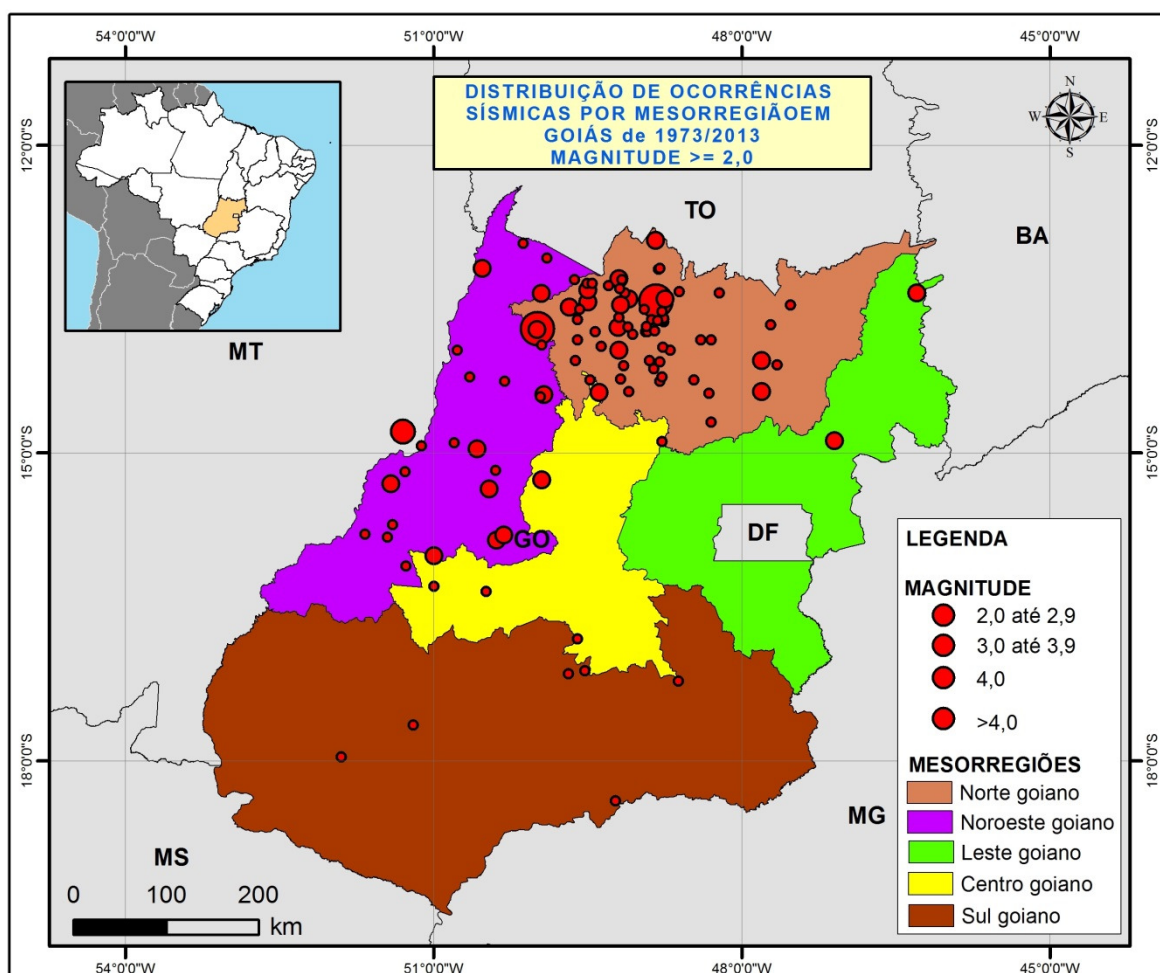 54°0'0"W
51°0'0"W
48°0'0"W
45°0'0"W
DISTRIBUIÇÃO DE OCORRÊNCIAS
SÍSMICAS POR MESORREGIÃOEM
GOIÁS de 1973/2013
MAGNITUDE >= 2,0
N
W
E
S
12°0'0"S
12°0'0"S
TO
BA
MT
15°0'0"S
15°0'0"S
GO
DF
LEGENDA
MAGNITUDE
2,0 até 2,9
3,0 até 3,9
4,0
>4,0
MESORREGIÕES
Norte goiano
Noroeste goiano
Leste goiano
Centro goiano
Sul goiano
18°0'0"S
18°0'0"S
MG
MS
0 100 200
km
54°0'0"W
51°0'0"W
48°0'0"W
45°0'0"W